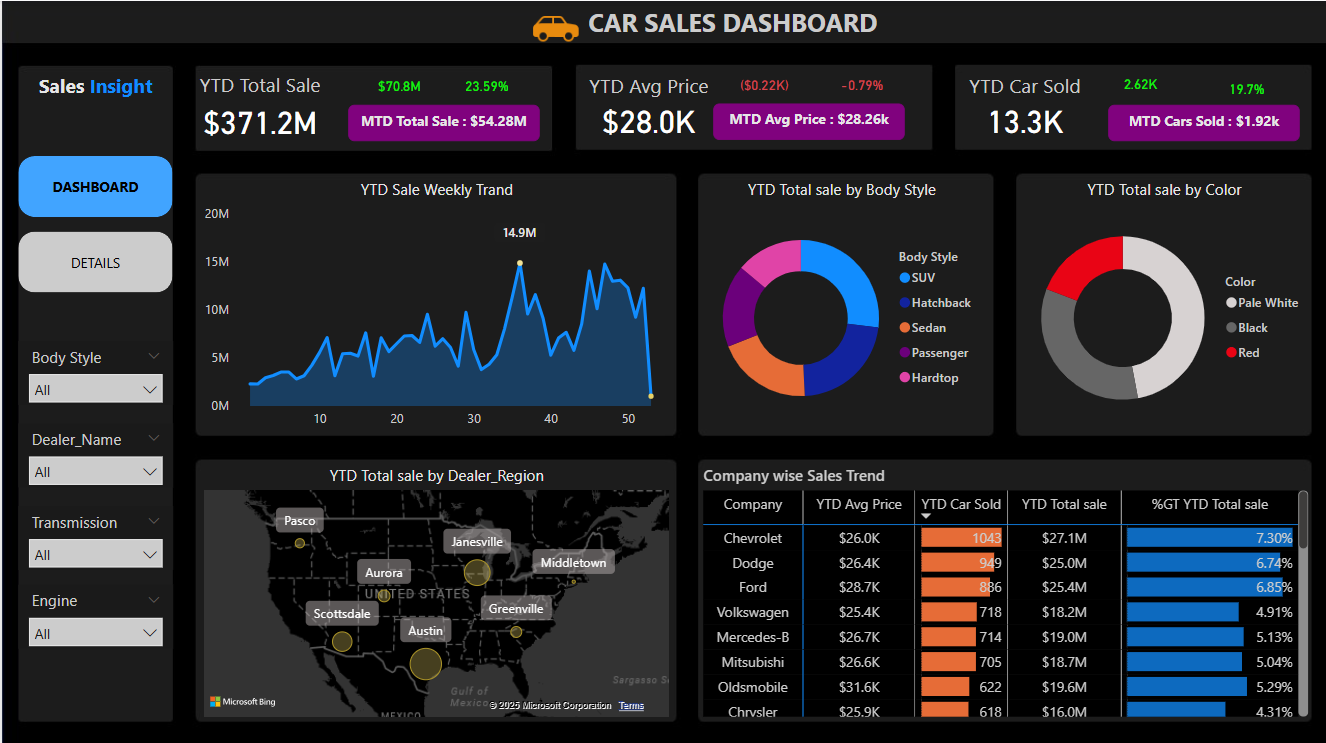 CAR SALES DASHBOARD
Sales Insight
DASHBOARD
DETAILS
Body Style
All
Dealer_Name
All
Transmission
All
Engine
All
YTD Total Sale
$70.8M
23.59%
$371.2M
MTD Total Sale : $54.28M
YTD Avg Price
($0.22K)
-0.79%
$28.0K
MTD Avg Price : $28.26k
YTD Car Sold
2.62K
19.7%
13.3K
MTD Cars Sold : $1.92k
YTD Sale Weekly Trand
20M
15M
10M
5M
0M
14.9M
10 20 30 40 50
YTD Total sale by Body Style
Body Style
SUV
Hatchback
Sedan
Passenger
Hardtop
YTD Total sale by Color
Color
Pale White
Black
Red
YTD Total sale by Dealer_Region
Pasco
Janesville
Middletown
Aurora
UNITED STATES
Scottsdale
Greenville
Austin
Gulf of
Mexico
Sargasso S
MEXICO
Microsoft Bing
© 2025 Microsoft Corporation Terms
Company wise Sales Trend
Company YTD Avg Price YTD Car Sold YTD Total sale %GT YTD Total sale
Chevrolet $26.0K 1043 $27.1M 7.30%
Dodge $26.4K 949 $25.0M 6.74%
Ford $28.7K 886 $25.4M 6.85%
Volkswagen $25.4K 718 $18.2M 4.91%
Mercedes-B $26.7K 714 $19.0M 5.13%
Mitsubishi $26.6K 705 $18.7M 5.04%
Oldsmobile $31.6K 622 $19.6M 5.29%
Chrysler $25.9K 618 $16.0M 4.31%